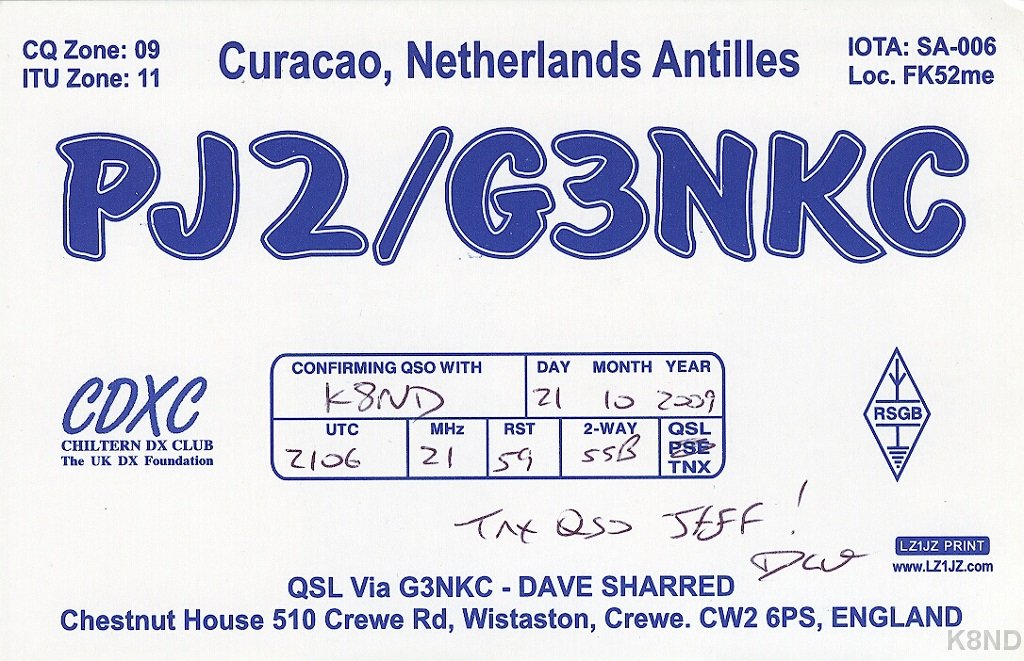 CQ Zone: 09
ITU Zone: 11
Curacao, Netherlands Antilles
IOTA: SA-006
Loc. FK52me
PJ2/G3NKC
CDXC
CHILTERN DX CLUB
The UK DX Foundation
CONFIRMING QSO WITH
K8ND
DAY MONTH YEAR
21 10 2009
UTC
2106
MHz
21
RST
59
2-WAY
SSB
QSL
PSE
TNX
RSGB
Tnx QSO JEFF!
Dave
LZ1JZ PRINT
www.LZ1JZ.com
QSL Via G3NKC - DAVE SHARRED
Chestnut House 510 Crewe Rd, Wistaston, Crewe. CW2 6PS, ENGLAND
K8ND